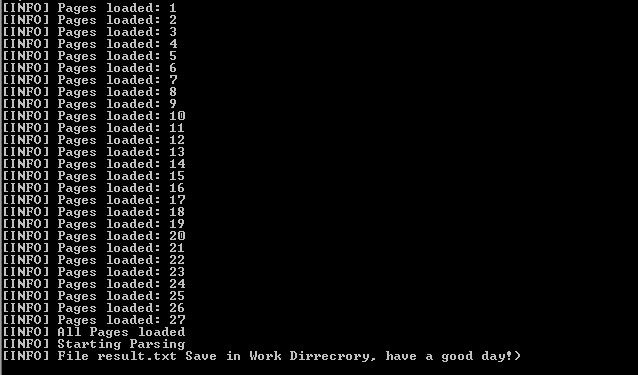 [INFO] Pages loaded: 1
[INFO] Pages loaded: 2
[INFO] Pages loaded: 3
[INFO] Pages loaded: 4
[INFO] Pages loaded: 5
[INFO] Pages loaded: 6
[INFO] Pages loaded: 7
[INFO] Pages loaded: 8
[INFO] Pages loaded: 9
[INFO] Pages loaded: 10
[INFO] Pages loaded: 11
[INFO] Pages loaded: 12
[INFO] Pages loaded: 13
[INFO] Pages loaded: 14
[INFO] Pages loaded: 15
[INFO] Pages loaded: 16
[INFO] Pages loaded: 17
[INFO] Pages loaded: 18
[INFO] Pages loaded: 19
[INFO] Pages loaded: 20
[INFO] Pages loaded: 21
[INFO] Pages loaded: 22
[INFO] Pages loaded: 23
[INFO] Pages loaded: 24
[INFO] Pages loaded: 25
[INFO] Pages loaded: 26
[INFO] Pages loaded: 27
[INFO] All Pages loaded
[INFO] Starting Parsing
[INFO] File result.txt Save in Work Dirrecrory, have a good day!)